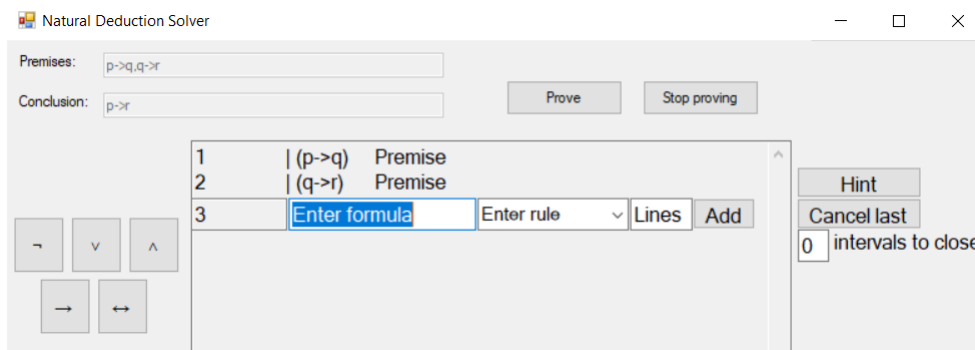 Natural Deduction Solver
Premises: p->q,q->r
Conclusion: p->r
Prove Stop proving
1 | (p->q) Premise
2 | (q->r) Premise
3 Enter formula Enter rule Lines Add
Hint
Cancel last
0 intervals to close
¬ ∨ ∧
→ ↔